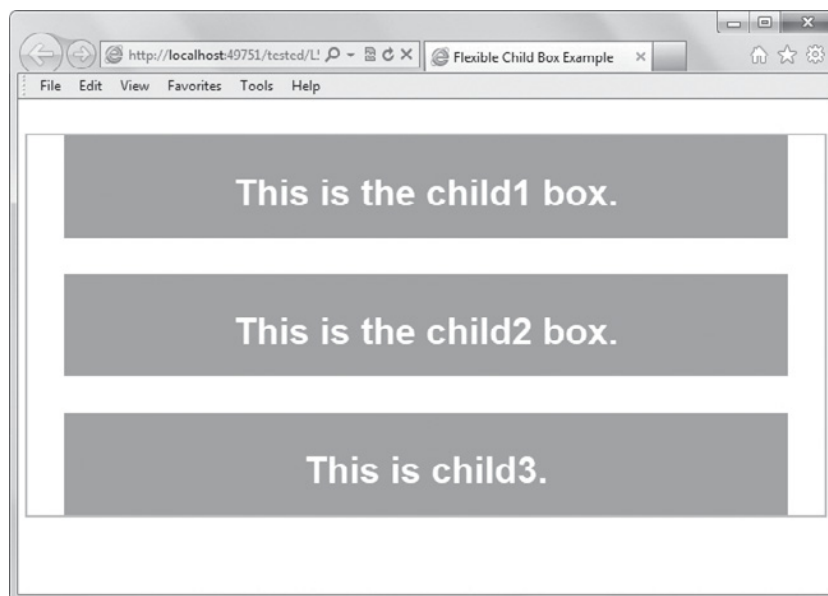 http://localhost:49751/tested/L!
Flexible Child Box Example
File Edit View Favorites Tools Help
This is the child1 box.
This is the child2 box.
This is child3.